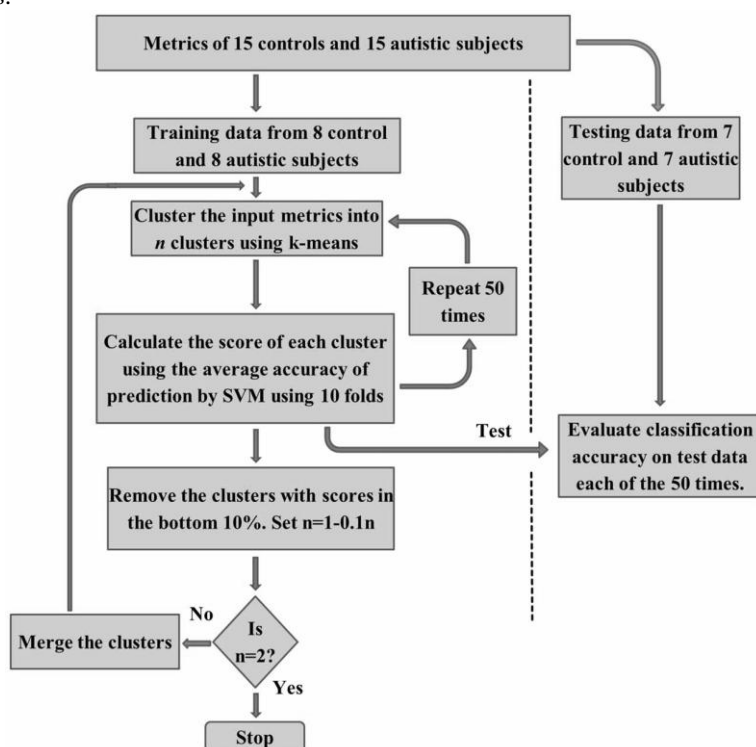 Metrics of 15 controls and 15 autistic subjects
Training data from 8 control
and 8 autistic subjects
Testing data from 7
control and 7 autistic
subjects
Cluster the input metrics into
n clusters using k-means
Repeat 50
times
Calculate the score of each cluster
using the average accuracy of
prediction by SVM using 10 folds
Test
Evaluate classification
accuracy on test data
each of the 50 times.
Remove the clusters with scores in
the bottom 10%. Set n=1-0.1n
No
Merge the clusters
Is
n=2?
Yes
Stop